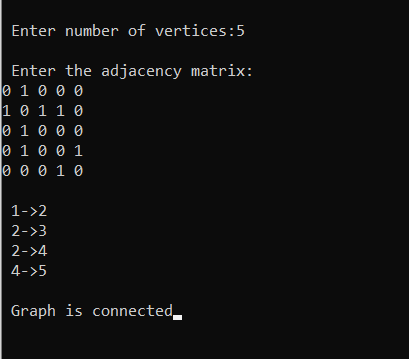 Enter number of vertices:5
Enter the adjacency matrix:
0 1 0 0 0
1 0 1 1 0
0 1 0 0 0
0 1 0 0 1
0 0 0 1 0
1->2
2->3
2->4
4->5
Graph is connected